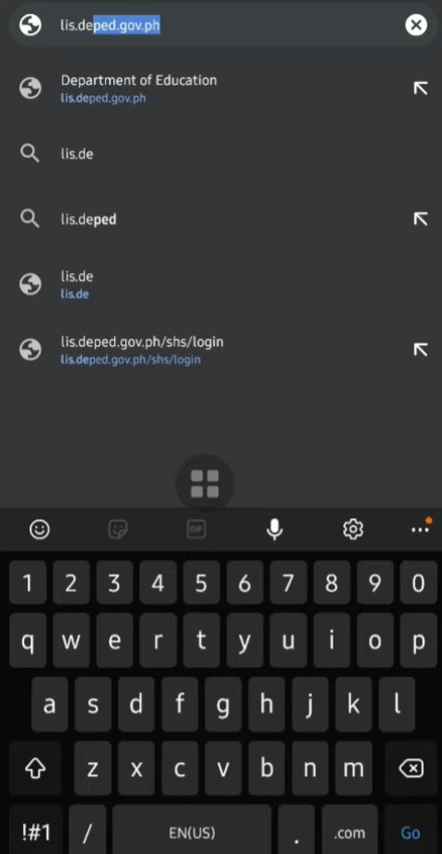 lis.deped.gov.ph
Department of Education
lis.deped.gov.ph
lis.de
lis.deped
lis.de
lis.de
lis.deped.gov.ph/shs/login
lis.deped.gov.ph/shs/login
GIF
1 2 3 4 5 6 7 8 9 0
q w e r t y u i o p
a s d f g h j k l
z x c v b n m
!#1 / EN(US) . .com Go